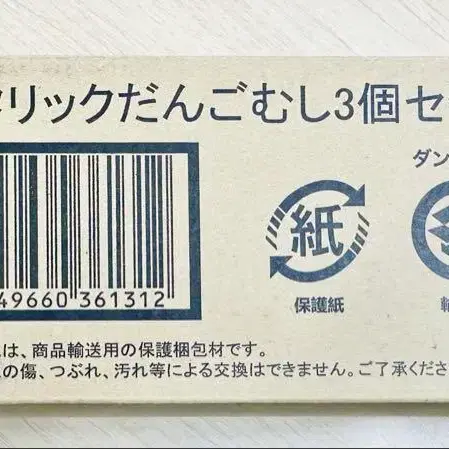 リックだんごむし3個セ
ダン
紙
49660 361312
保護紙
は、商品輸送用の保護梱包材です。
の傷、つぶれ、汚れ等による交換はできません。ご了承くださ